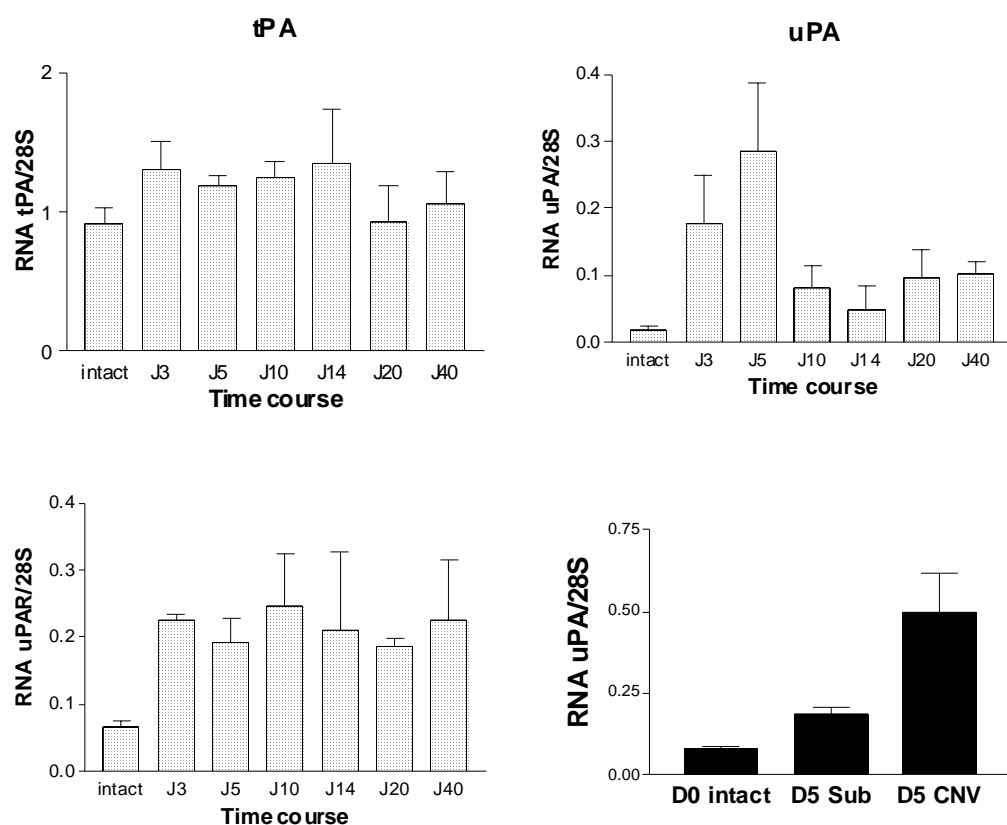 tPA
2
1
0
RNA tPA/28S
intact J3 J5 J10 J14 J20 J40
Time course
uPA
0.4
0.3
0.2
0.1
0.0
RNA uPA/28S
intact J3 J5 J10 J14 J20 J40
Time course
0.4
0.3
0.2
0.1
0.0
RNA uPAR/28S
intact J3 J5 J10 J14 J20 J40
Time course
0.75
0.50
0.25
0.00
RNA uPA/28S
D0 intact D5 Sub D5 CNV